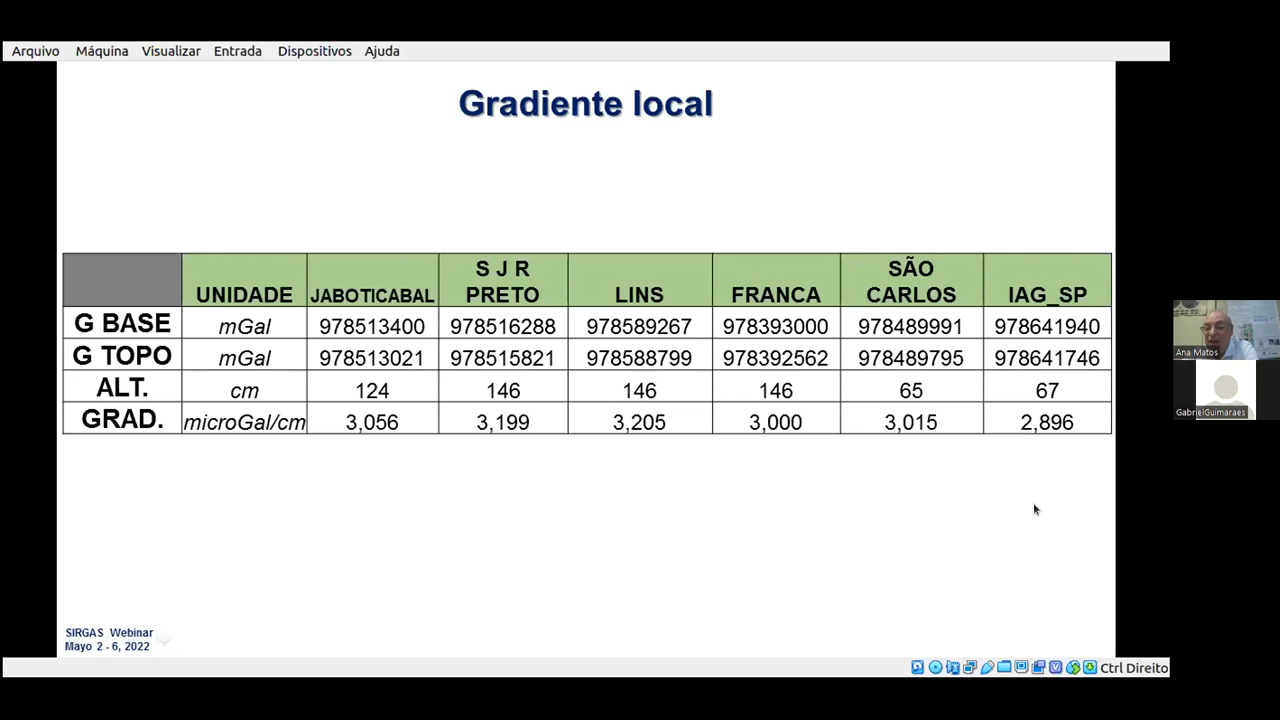 Arquivo Máquina Visualizar Entrada Dispositivos Ajuda
Gradiente local
UNIDADE JABOTICABAL S J R PRETO LINS FRANCA SÃO CARLOS IAG_SP
G BASE mGal 978513400 978516288 978589267 978393000 978489991 978641940
G TOPO mGal 978513021 978515821 978588799 978392562 978489795 978641746
ALT. cm 124 146 146 146 65 67
GRAD. microGal/cm 3,056 3,199 3,205 3,000 3,015 2,896
Ana Matos
GabrielGuimaraes
SIRGAS Webinar
Mayo 2 - 6, 2022
Ctrl Direito